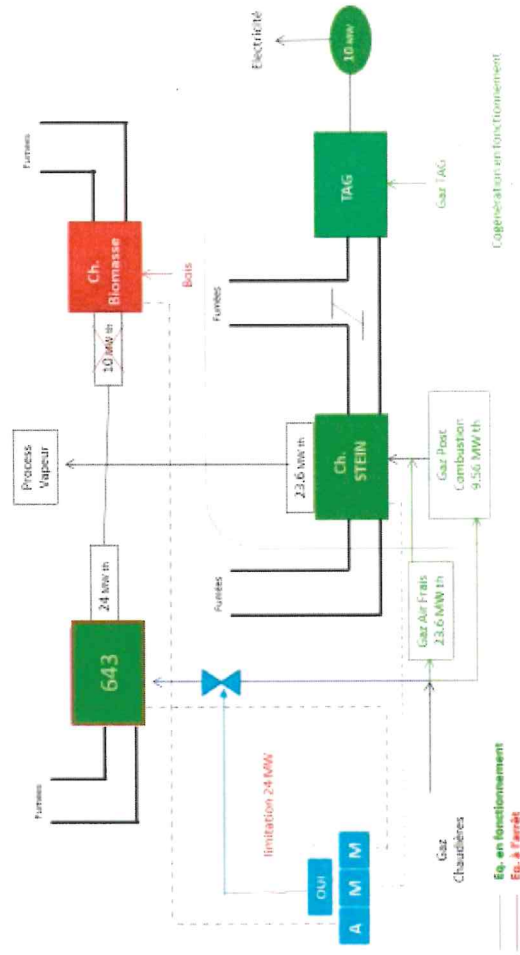 Fumées
643
24 MW th
Process
Vapeur
10 MW th
Ch.
Biomasse
Fumées
Bois
limitation 24 MW
OUI
A
M
M
Gaz
Chaudières
Fumées
Gaz Air Frais
23.6 MW th
23.6 MW th
Ch.
STEIN
Gaz Post
Combustion
9.56 MW th
Fumées
TAG
Gaz TAG
10 MW
Electricité
Cogénération en fonctionnement
Eq. en fonctionnement
Eq. à l'arrêt